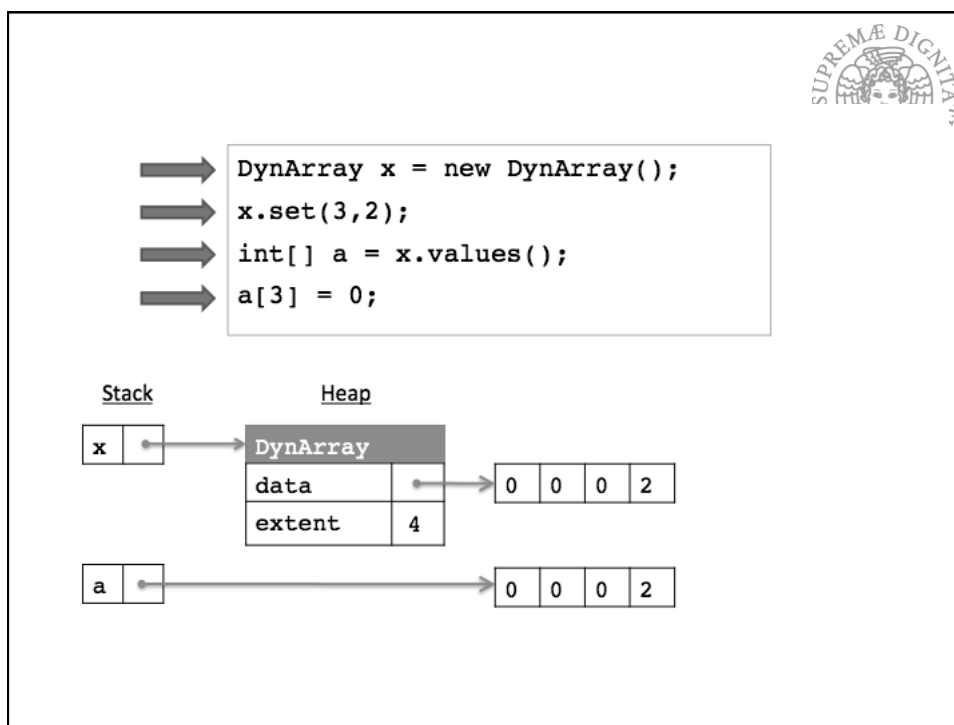 SUPREMÆ DIGNITA
DynArray x = new DynArray();
x.set(3,2);
int[] a = x.values();
a[3] = 0;
Stack Heap
x DynArray
data 0 0 0 2
extent 4
a 0 0 0 2